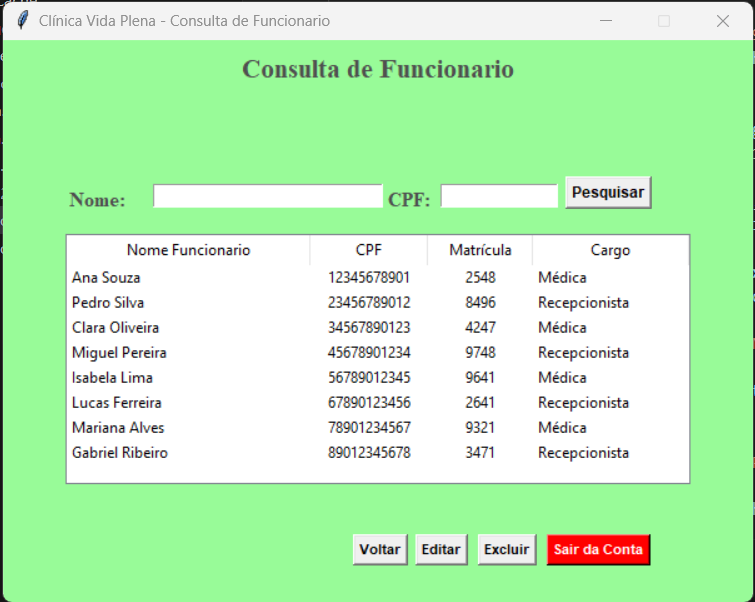 Clínica Vida Plena - Consulta de Funcionario
Consulta de Funcionario
Nome: CPF: Pesquisar
Nome Funcionario CPF Matrícula Cargo
Ana Souza 12345678901 2548 Médica
Pedro Silva 23456789012 8496 Recepcionista
Clara Oliveira 34567890123 4247 Médica
Miguel Pereira 45678901234 9748 Recepcionista
Isabela Lima 56789012345 9641 Médica
Lucas Ferreira 67890123456 2641 Recepcionista
Mariana Alves 78901234567 9321 Médica
Gabriel Ribeiro 89012345678 3471 Recepcionista
Voltar Editar Excluir Sair da Conta